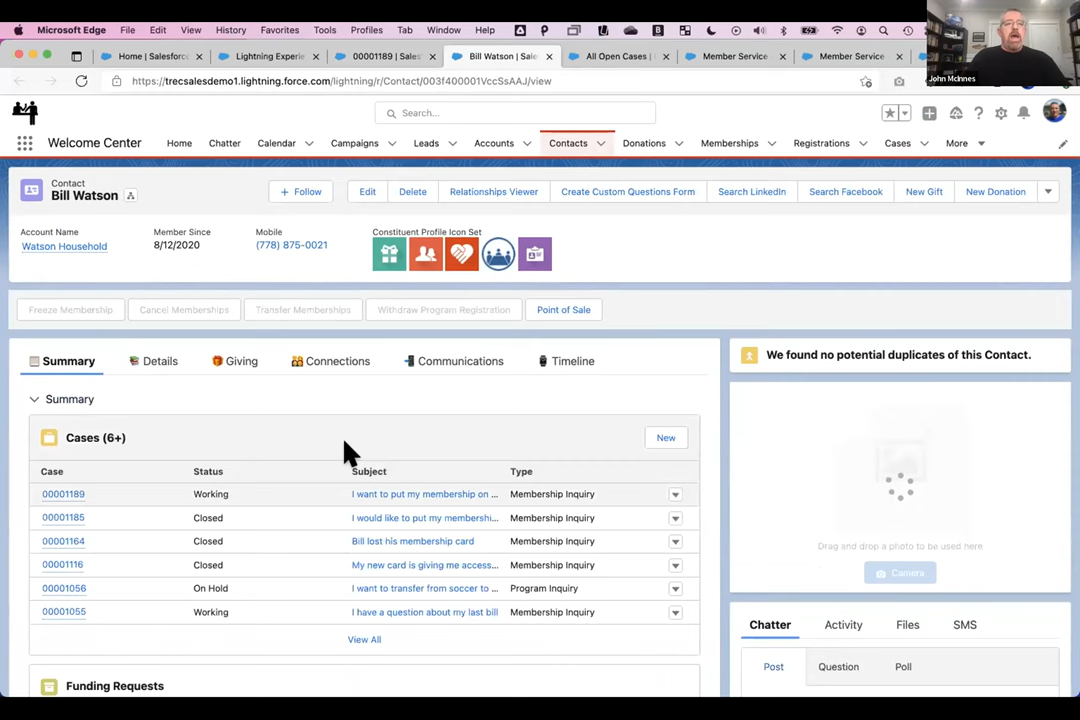 Microsoft Edge File Edit View History Favorites Tools Profiles Tab Window Help
Home | Salesforc
Lightning Experie
00001189 | Sales
Bill Watson | Sale
All Open Cases | L
Member Service
Member Service
John McInnes
https://trecsalesdemo1.lightning.force.com/lightning/r/Contact/003f400001VccSsAAJ/view
Search...
Welcome Center Home Chatter Calendar Campaigns Leads Accounts Contacts Donations Memberships Registrations Cases More
Contact
Bill Watson
+ Follow Edit Delete Relationships Viewer Create Custom Questions Form Search LinkedIn Search Facebook New Gift New Donation
Account Name Member Since Mobile Constituent Profile Icon Set
Watson Household 8/12/2020 (778) 875-0021
Freeze Membership Cancel Memberships Transfer Memberships Withdraw Program Registration Point of Sale
Summary Details Giving Connections Communications Timeline
Summary
Cases (6+) New
Case Status Subject Type
00001189 Working I want to put my membership on ... Membership Inquiry
00001185 Closed I would like to put my membershi... Membership Inquiry
00001164 Closed Bill lost his membership card Membership Inquiry
00001116 Closed My new card is giving me access... Membership Inquiry
00001056 On Hold I want to transfer from soccer to ... Program Inquiry
00001055 Working I have a question about my last bill Membership Inquiry
View All
Funding Requests
We found no potential duplicates of this Contact.
Drag and drop a photo to be used here
Camera
Chatter Activity Files SMS
Post Question Poll